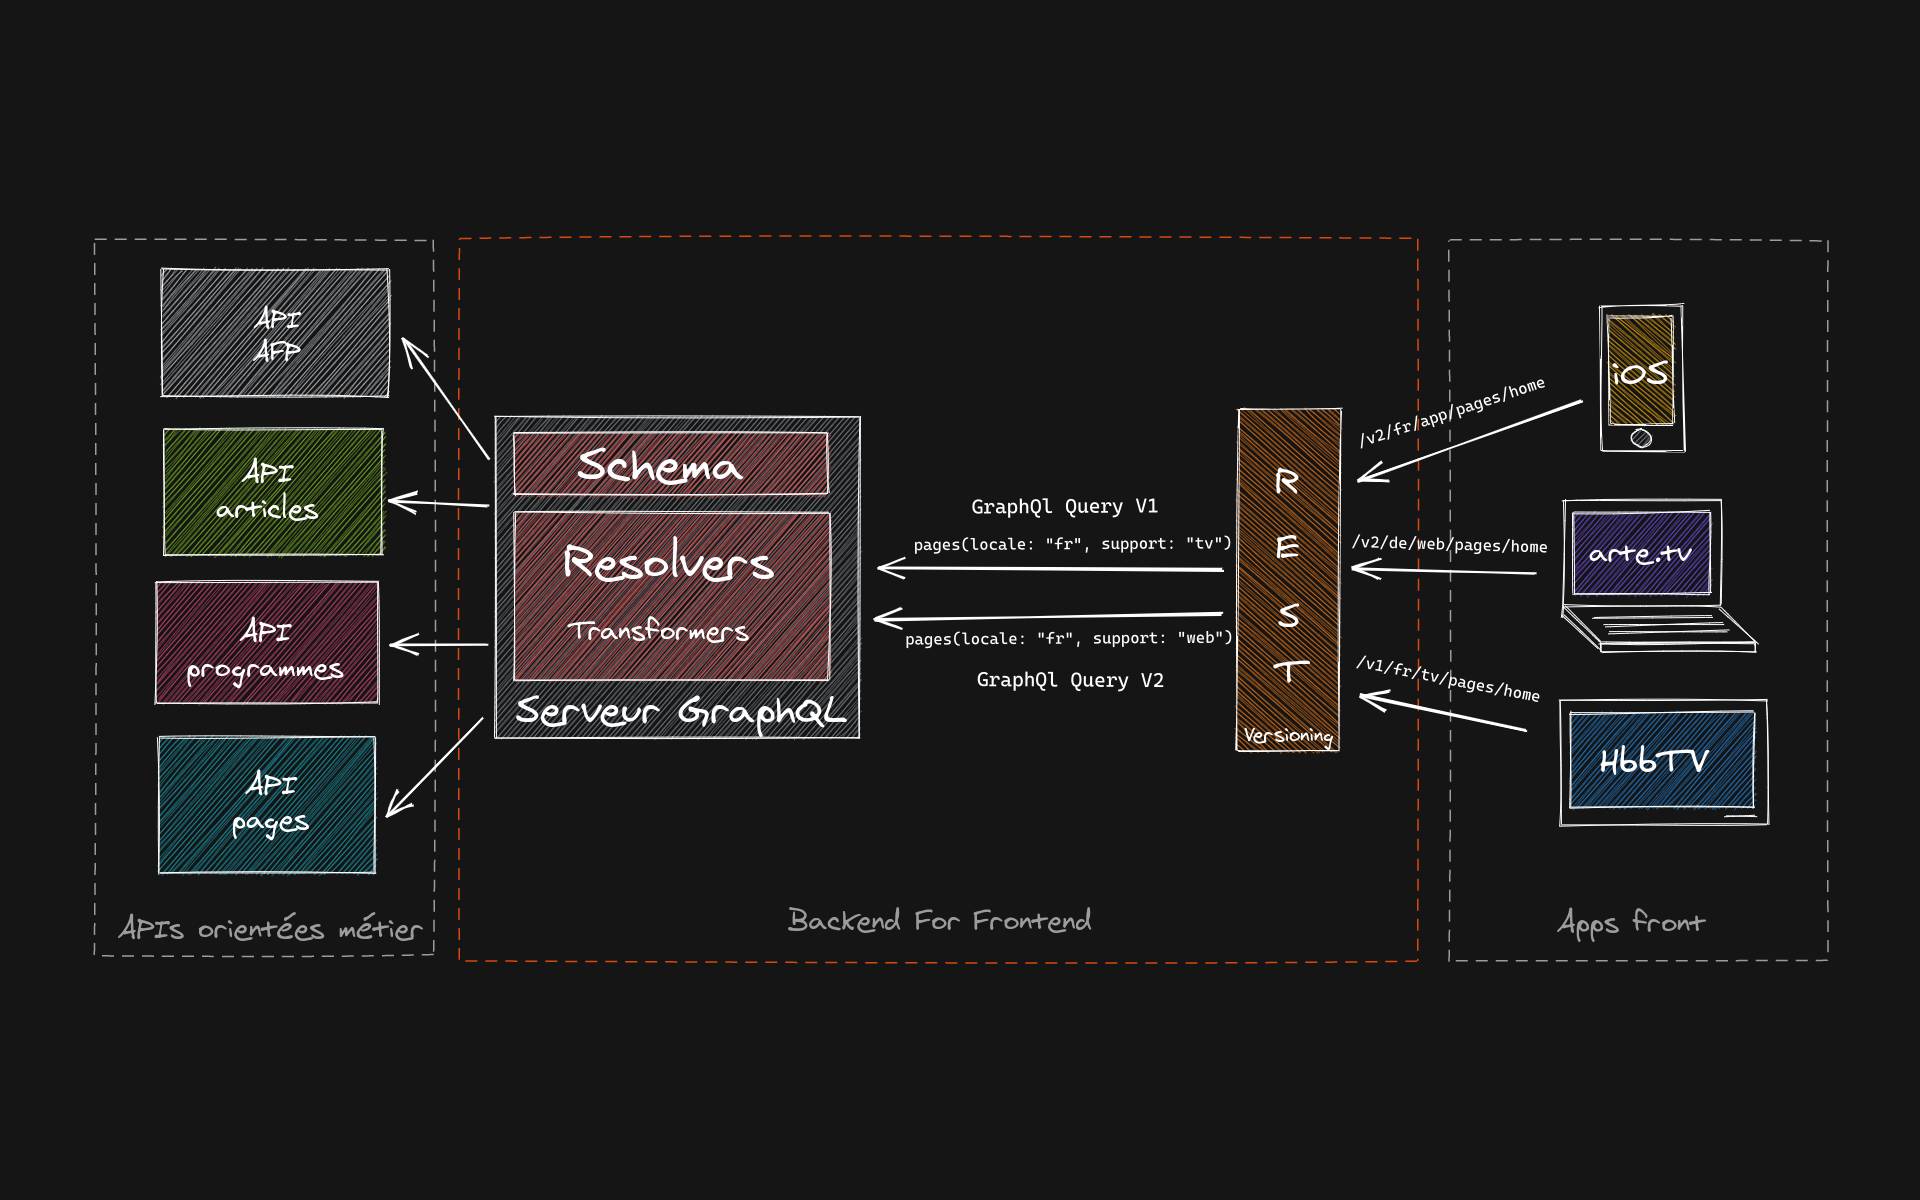 API
AFP
API
articles
API
programmes
API
pages
APIs orientées métier
Schema
Resolvers
Transformers
Serveur GraphQL
GraphQl Query V1
pages(locale: "fr", support: "tv")
pages(locale: "fr", support: "web")
GraphQl Query V2
R
E
S
T
Versioning
Backend For Frontend
/v2/fr/app/pages/home
/v2/de/web/pages/home
/v1/fr/tv/pages/home
iOS
arte.tv
HbbTV
Apps front